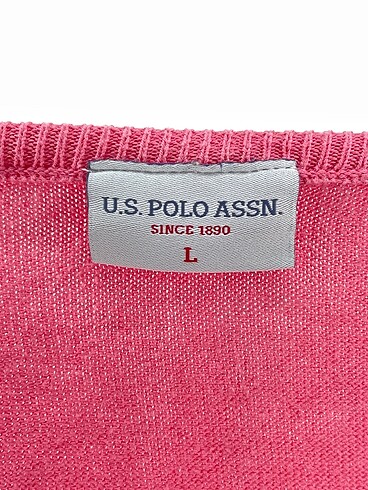 U.S. POLO ASSN.
SINCE 1890
L